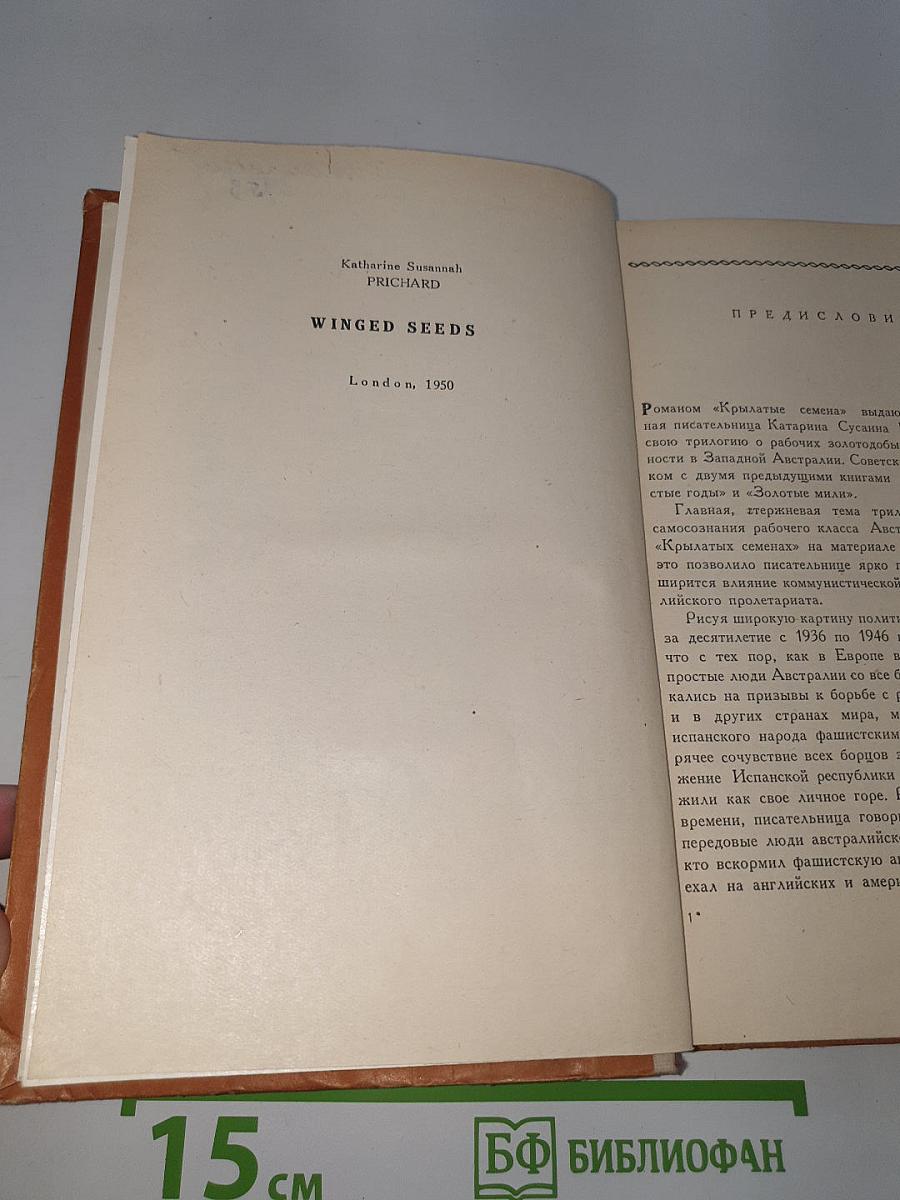 Katharine Susannah
PRICHARD
WINGED SEEDS
London, 1950
ПРЕДИСЛОВИ
Романом «Крылатые семена» выдаю
ная писательница Катарина Сусанна
свою трилогию о рабочих золотодобы
ности в Западной Австралии. Советск
ком с двумя предыдущими книгами
стые годы» и «Золотые мили».
Главная, стержневая тема трил
самосознания рабочего класса Авст
«Крылатых семенах» на материале
это позволило писательнице ярко п
ширится влияние коммунистической
лийского пролетариата.
Рисуя широкую картину полити
за десятилетие с 1936 по 1946
что с тех пор, как в Европе в
простые люди Австралии со все б
кались на призывы к борьбе с
и в других странах мира, м
испанского народа фашистским
рячее сочувствие всех борцов з
жение Испанской республики
жили как свое личное горе.
времени, писательница говор
передовые люди австралийск
кто вскормил фашистскую а
ехал на английских и амери
1*
15 см
БФ БИБЛИОФАН